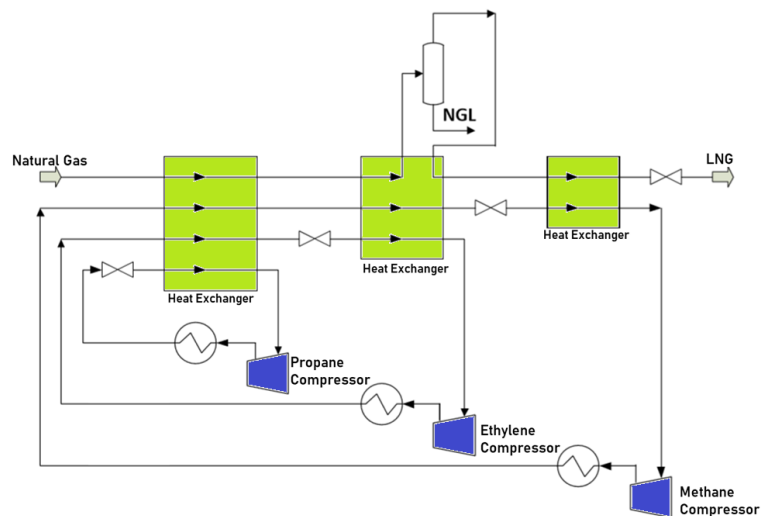 NGL
Natural Gas
LNG
Heat Exchanger
Heat Exchanger
Heat Exchanger
Propane
Compressor
Ethylene
Compressor
Methane
Compressor